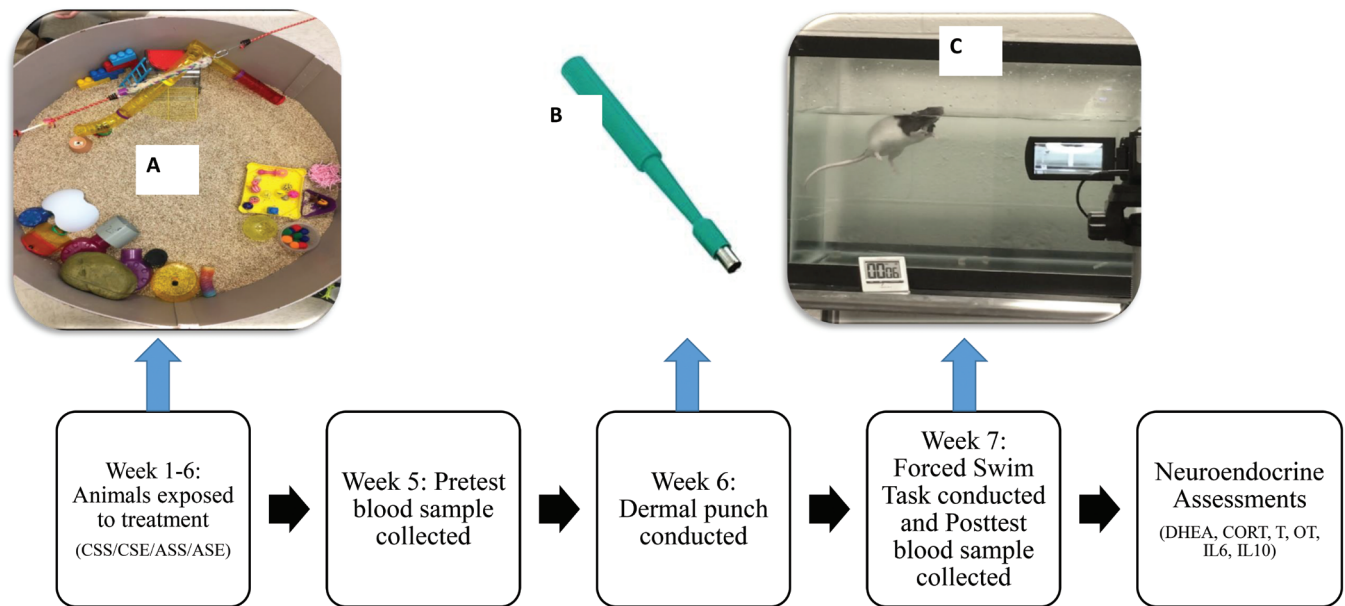 A
B
C
00 06
Week 1-6:
Animals exposed
to treatment
(CSS/CSE/ASS/ASE)
Week 5: Pretest
blood sample
collected
Week 6:
Dermal punch
conducted
Week 7:
Forced Swim
Task conducted
and Posttest
blood sample
collected
Neuroendocrine
Assessments
(DHEA, CORT, T, OT,
IL6, IL10)